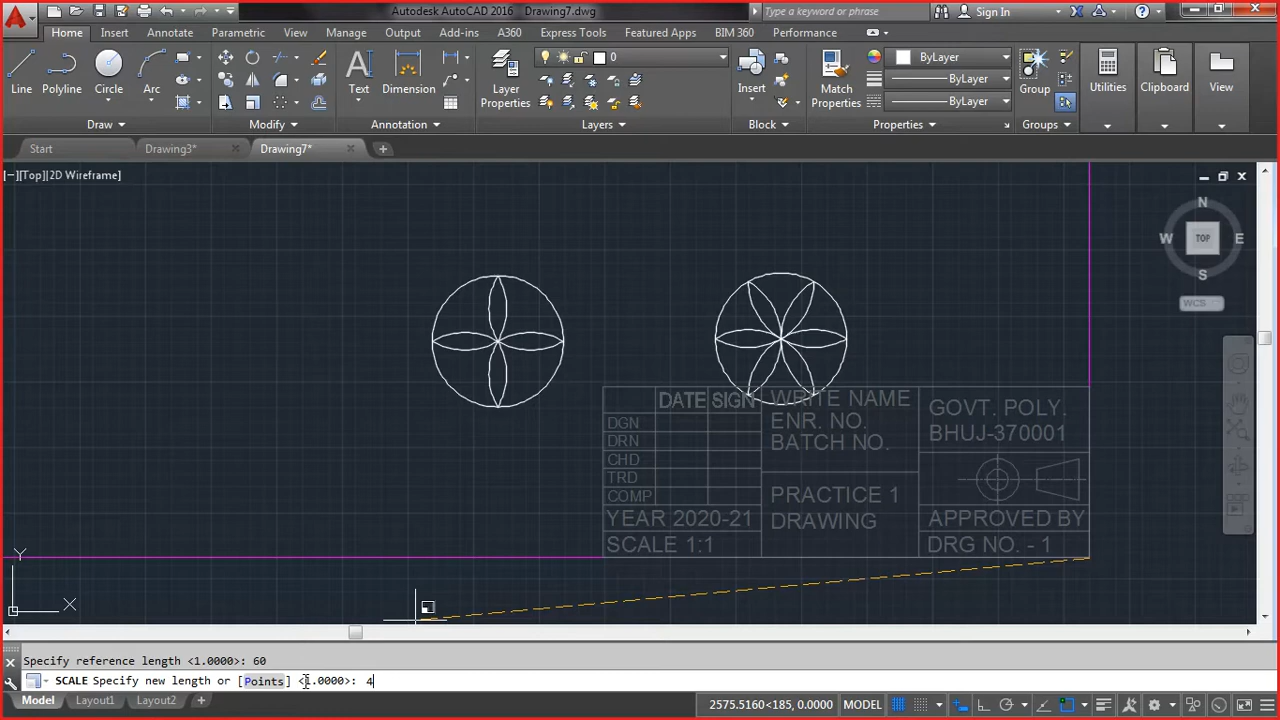 Autodesk AutoCAD 2016 Drawing7.dwg
Type a keyword or phrase
Sign In
Home Insert Annotate Parametric View Manage Output Add-ins A360 Express Tools Featured Apps BIM 360 Performance
Line Polyline Circle Arc
Text Dimension
Layer Properties
0
Insert
Match Properties
ByLayer
ByLayer
ByLayer
Group
Utilities
Clipboard
View
Draw Modify Annotation Layers Block Properties Groups
Start Drawing3* Drawing7*
[−][Top][2D Wireframe]
N
W TOP E
S
WCS
DATE SIGN
DGN
DRN
CHD
TRD
COMP
YEAR 2020-21
SCALE 1:1
WRITE NAME
ENR. NO.
BATCH NO.
PRACTICE 1
DRAWING
GOVT. POLY.
BHUJ-370001
APPROVED BY
DRG NO. - 1
Y
X
Specify reference length <1.0000>: 60
SCALE Specify new length or [Points] <1.0000>: 4
Model Layout1 Layout2
2575.5160<185, 0.0000 MODEL